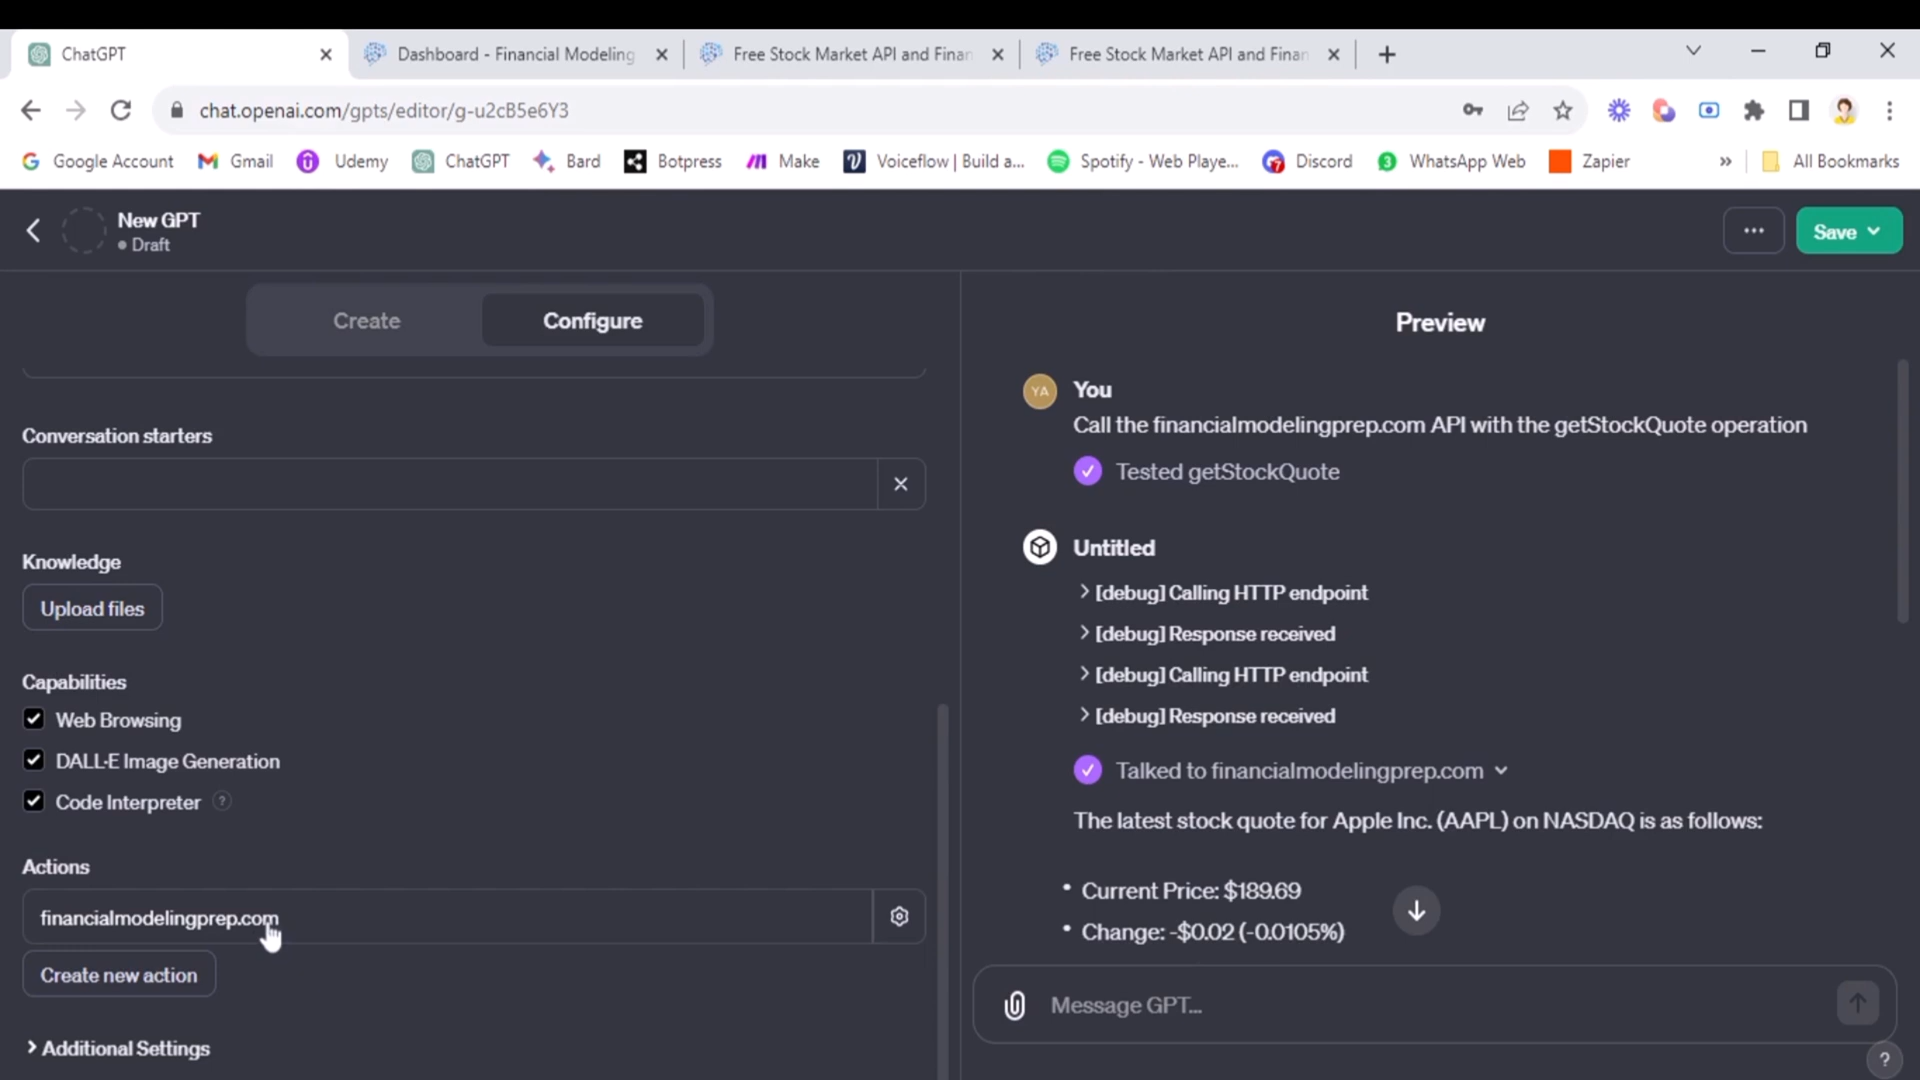 ChatGPT
Dashboard - Financial Modeling
Free Stock Market API and Finan
Free Stock Market API and Finan
chat.openai.com/gpts/editor/g-u2cB5e6Y3
Google Account
Gmail
Udemy
ChatGPT
Bard
Botpress
Make
Voiceflow | Build a...
Spotify - Web Playe...
Discord
3
WhatsApp Web
Zapier
»
All Bookmarks
New GPT
Draft
...
Save
Create
Configure
Conversation starters
Knowledge
Upload files
Capabilities
Web Browsing
DALL·E Image Generation
Code Interpreter ?
Actions
financialmodelingprep.com
Create new action
Additional Settings
Preview
YA
You
Call the financialmodelingprep.com API with the getStockQuote operation
Tested getStockQuote
Untitled
[debug] Calling HTTP endpoint
[debug] Response received
[debug] Calling HTTP endpoint
[debug] Response received
Talked to financialmodelingprep.com
The latest stock quote for Apple Inc. (AAPL) on NASDAQ is as follows:
• Current Price: $189.69
• Change: -$0.02 (-0.0105%)
Message GPT...
?